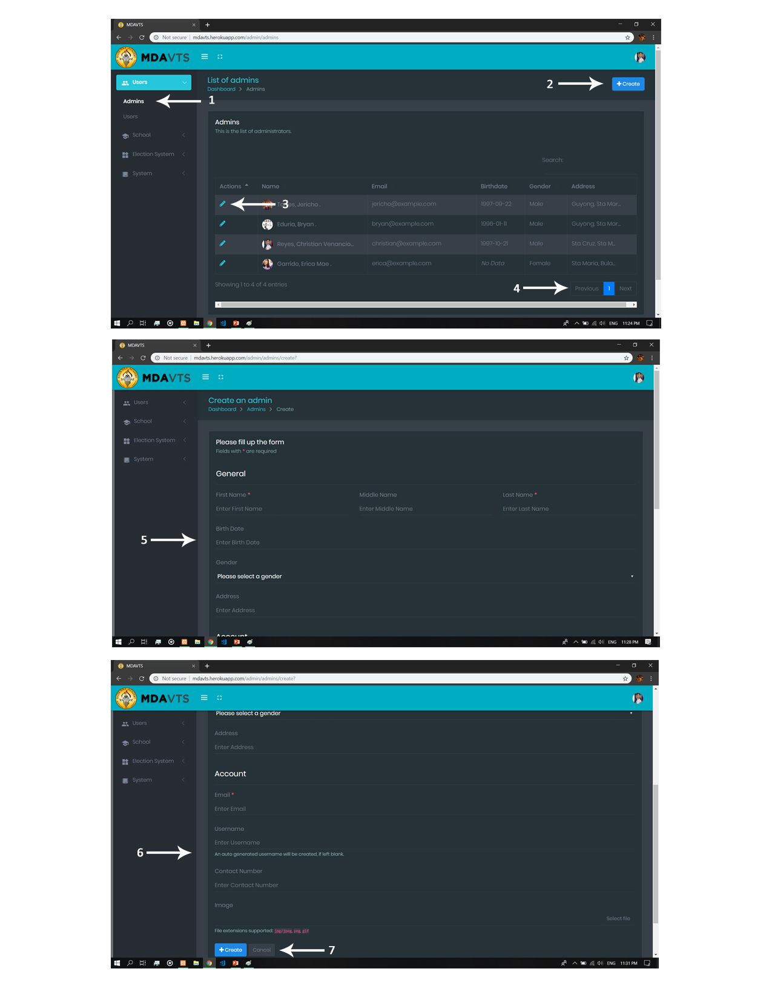 MDAVTS
Not secure | mdavts.herokuapp.com/admin/admins
MDAVTS
Users
List of admins
Dashboard > Admins
2
+ Create
Admins
1
Users
School
Election System
System
Admins
This is the list of administrators.
Search:
Actions Name Email Birthdate Gender Address
3
es, Jericho . jericho@example.com 1997-09-22 Male Guyong, Sta Mar...
Eduria, Bryan . bryan@example.com 1996-01-11 Male Guyong, Sta Mar...
Reyes, Christian Venancio... christian@example.com 1997-10-21 Male Sta Cruz, Sta M...
Garrido, Erica Mae . erica@example.com No Data Female Sta Maria, Bula...
Showing 1 to 4 of 4 entries
4
Previous 1 Next
ENG 11:24 PM
MDAVTS
Not secure | mdavts.herokuapp.com/admin/admins/create?
MDAVTS
Users
School
Election System
System
Create an admin
Dashboard > Admins > Create
Please fill up the form
Fields with * are required
General
First Name * Middle Name Last Name *
Enter First Name Enter Middle Name Enter Last Name
Birth Date
5
Enter Birth Date
Gender
Please select a gender
Address
Enter Address
Account
ENG 11:28 PM
MDAVTS
Not secure | mdavts.herokuapp.com/admin/admins/create?
MDAVTS
Users
School
Election System
System
Please select a gender
Address
Enter Address
Account
Email *
Enter Email
Username
Enter Username
6
An auto generated username will be created, if left blank.
Contact Number
Enter Contact Number
Image
Select file
File extensions supported: jpg/jpeg, png, gif
+ Create Cancel
7
ENG 11:31 PM